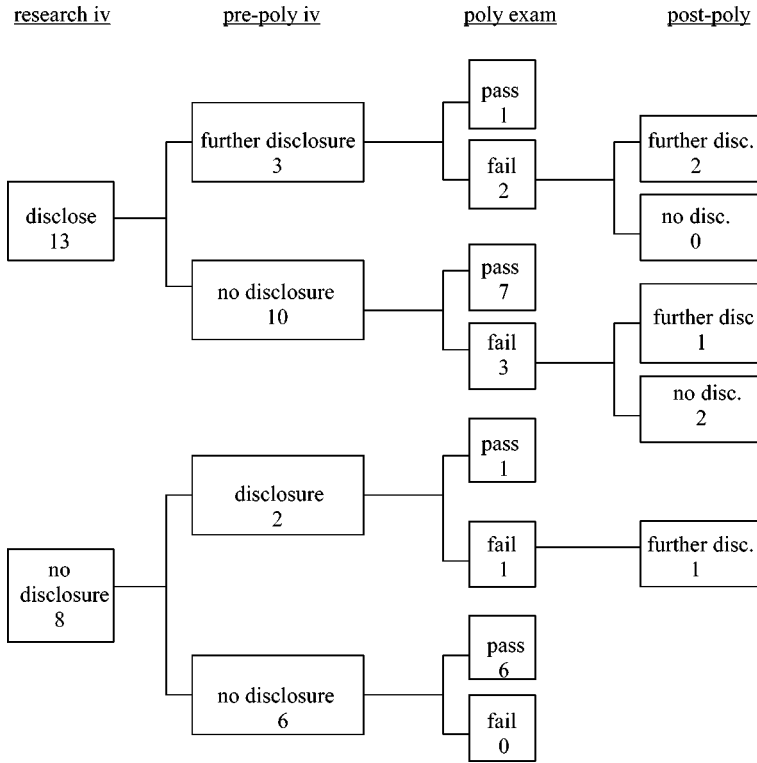 research iv
pre-poly iv
poly exam
post-poly
disclose
13
further disclosure
3
pass
1
fail
2
further disc.
2
no disc.
0
no disclosure
10
pass
7
fail
3
further disc
1
no disc.
2
no
disclosure
8
disclosure
2
pass
1
fail
1
further disc.
1
no disclosure
6
pass
6
fail
0